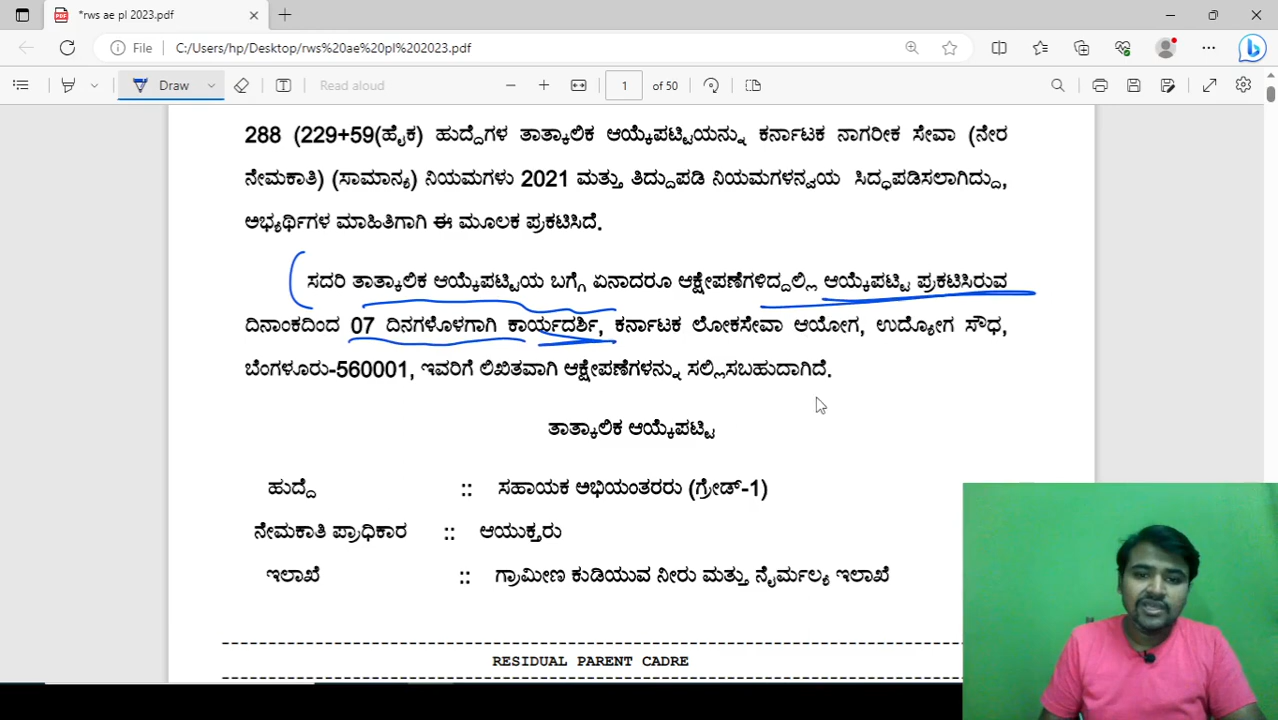 *rws ae pl 2023.pdf
File C:/Users/hp/Desktop/rws%20ae%20pl%202023.pdf
Draw Read aloud 1 of 50
288 (229+59(ಹೈಕ) ಹುದ್ದೆಗಳ ತಾತ್ಕಾಲಿಕ ಆಯ್ಕೆಪಟ್ಟಿಯನ್ನು ಕರ್ನಾಟಕ ನಾಗರೀಕ ಸೇವಾ (ನೇರ
ನೇಮಕಾತಿ) (ಸಾಮಾನ್ಯ) ನಿಯಮಗಳು 2021 ಮತ್ತು ತಿದ್ದುಪಡಿ ನಿಯಮಗಳನ್ವಯ ಸಿದ್ಧಪಡಿಸಲಾಗಿದ್ದು,
ಅಭ್ಯರ್ಥಿಗಳ ಮಾಹಿತಿಗಾಗಿ ಈ ಮೂಲಕ ಪ್ರಕಟಿಸಿದೆ.
ಸದರಿ ತಾತ್ಕಾಲಿಕ ಆಯ್ಕೆಪಟ್ಟಿಯ ಬಗ್ಗೆ ಏನಾದರೂ ಆಕ್ಷೇಪಣೆಗಳಿದ್ದಲ್ಲಿ ಆಯ್ಕೆಪಟ್ಟಿ ಪ್ರಕಟಿಸಿರುವ
ದಿನಾಂಕದಿಂದ 07 ದಿನಗಳೊಳಗಾಗಿ ಕಾರ್ಯದರ್ಶಿ, ಕರ್ನಾಟಕ ಲೋಕಸೇವಾ ಆಯೋಗ, ಉದ್ಯೋಗ ಸೌಧ,
ಬೆಂಗಳೂರು-560001, ಇವರಿಗೆ ಲಿಖಿತವಾಗಿ ಆಕ್ಷೇಪಣೆಗಳನ್ನು ಸಲ್ಲಿಸಬಹುದಾಗಿದೆ.
ತಾತ್ಕಾಲಿಕ ಆಯ್ಕೆಪಟ್ಟಿ
ಹುದ್ದೆ :: ಸಹಾಯಕ ಅಭಿಯಂತರರು (ಗ್ರೇಡ್-1)
ನೇಮಕಾತಿ ಪ್ರಾಧಿಕಾರ :: ಆಯುಕ್ತರು
ಇಲಾಖೆ :: ಗ್ರಾಮೀಣ ಕುಡಿಯುವ ನೀರು ಮತ್ತು ನೈರ್ಮಲ್ಯ ಇಲಾಖೆ
RESIDUAL PARENT CADRE